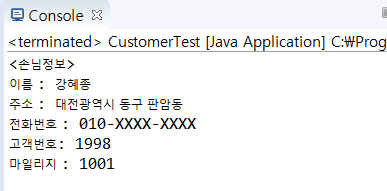 Console
<terminated> CustomerTest [Java Application] C:₩Prog
<손님정보>
이름 : 강혜종
주소 : 대전광역시 동구 판암동
전화번호 : 010-XXXX-XXXX
고객번호: 1998
마일리지 : 1001